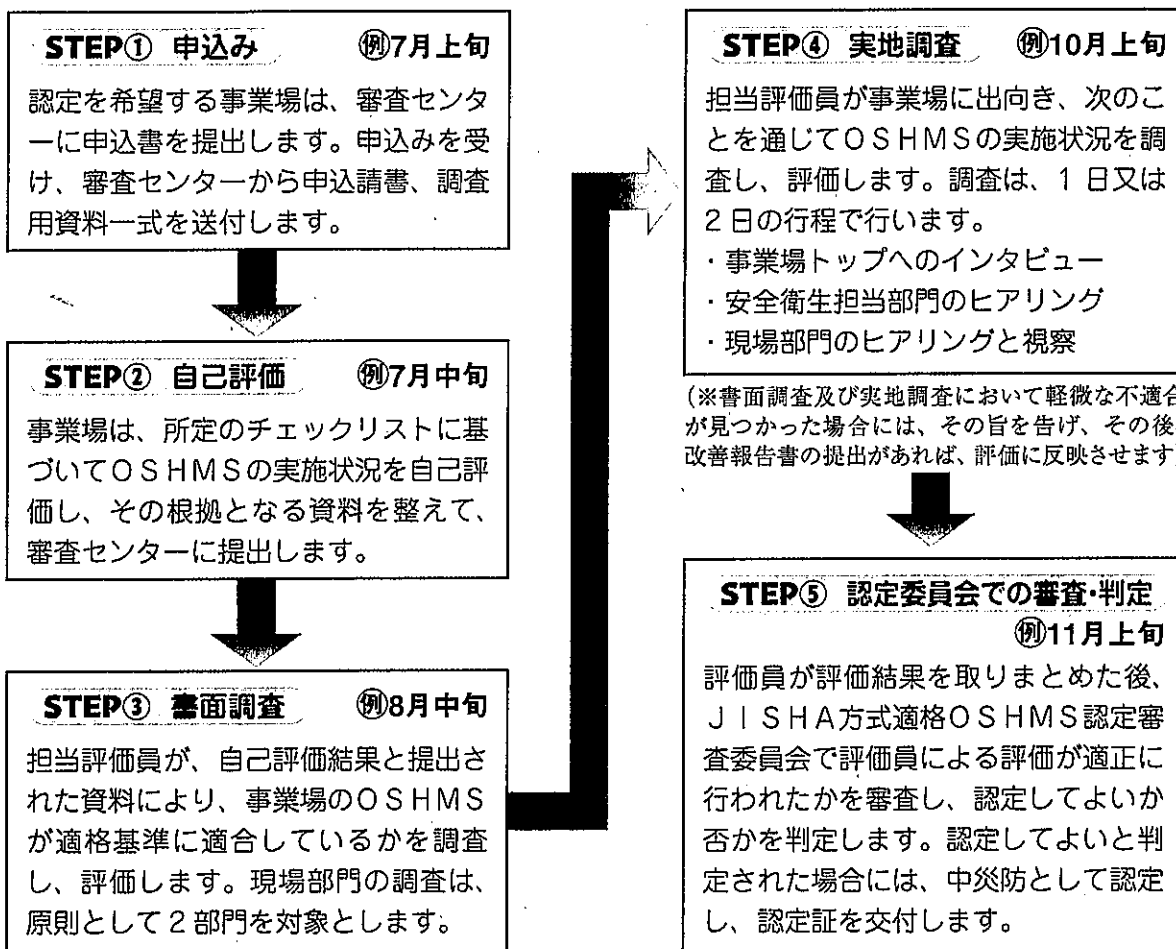 STEP① 申込み 例7月上旬
認定を希望する事業場は、審査センタ
ーに申込書を提出します。申込みを受
け、審査センターから申込請書、調査
用資料一式を送付します。
STEP② 自己評価 例7月中旬
事業場は、所定のチェックリストに基
づいてOSHMSの実施状況を自己評
価し、その根拠となる資料を整えて、
審査センターに提出します。
STEP③ 書面調査 例8月中旬
担当評価員が、自己評価結果と提出さ
れた資料により、事業場のOSHMS
が適格基準に適合しているかを調査
し、評価します。現場部門の調査は、
原則として2部門を対象とします。
STEP④ 実地調査 例10月上旬
担当評価員が事業場に出向き、次のこ
とを通じてOSHMSの実施状況を調
査し、評価します。調査は、1日又は
2日の行程で行います。
・事業場トップへのインタビュー
・安全衛生担当部門のヒアリング
・現場部門のヒアリングと視察
(※書面調査及び実地調査において軽微な不適合
が見つかった場合には、その旨を告げ、その後
改善報告書の提出があれば、評価に反映させます
STEP⑤ 認定委員会での審査・判定
例11月上旬
評価員が評価結果を取りまとめた後、
JISHA方式適格OSHMS認定審
査委員会で評価員による評価が適正に
行われたかを審査し、認定してよいか
否かを判定します。認定してよいと判
定された場合には、中災防として認定
し、認定証を交付します。